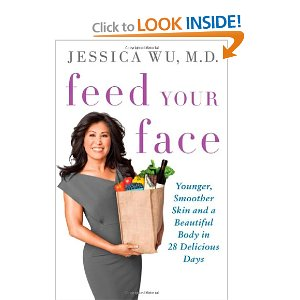 Click to
LOOK INSIDE!
JESSICA WU, M.D.
feed YOUR
face
Younger,
Smoother
Skin and a
Beautiful
Body in
28 Delicious
Days